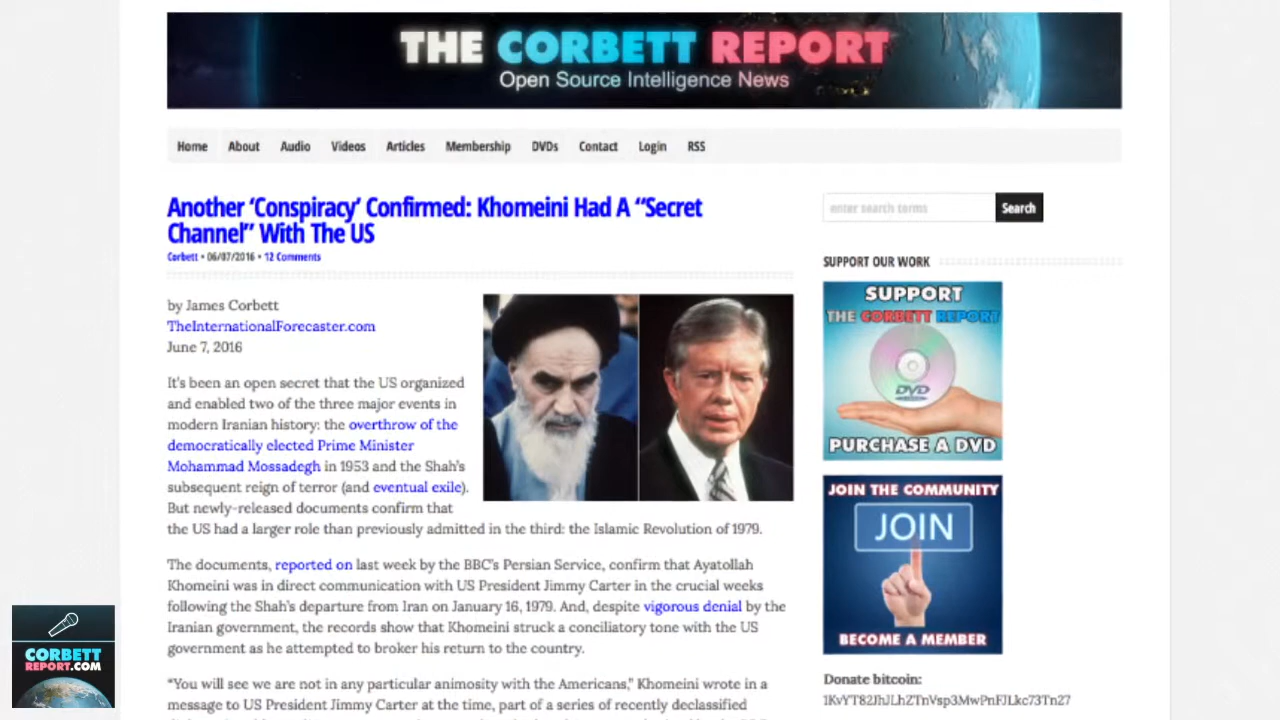 THE CORBETT REPORT
Open Source Intelligence News
Home About Audio Videos Articles Membership DVDs Contact Login RSS
Another ‘Conspiracy’ Confirmed: Khomeini Had A “Secret
Channel” With The US
Corbett • 06/07/2016 • 12 Comments
by James Corbett
TheInternationalForecaster.com
June 7, 2016
It's been an open secret that the US organized
and enabled two of the three major events in
modern Iranian history: the overthrow of the
democratically elected Prime Minister
Mohammad Mossadegh in 1953 and the Shah's
subsequent reign of terror (and eventual exile).
But newly-released documents confirm that
the US had a larger role than previously admitted in the third: the Islamic Revolution of 1979.
The documents, reported on last week by the BBC's Persian Service, confirm that Ayatollah
Khomeini was in direct communication with US President Jimmy Carter in the crucial weeks
following the Shah's departure from Iran on January 16, 1979. And, despite vigorous denial by the
Iranian government, the records show that Khomeini struck a conciliatory tone with the US
government as he attempted to broker his return to the country.
“You will see we are not in any particular animosity with the Americans,” Khomeini wrote in a
message to US President Jimmy Carter at the time, part of a series of recently declassified
enter search terms Search
SUPPORT OUR WORK
SUPPORT
THE CORBETT REPORT
DVD
PURCHASE A DVD
JOIN THE COMMUNITY
JOIN
BECOME A MEMBER
Donate bitcoin:
CORBETT
REPORT.COM